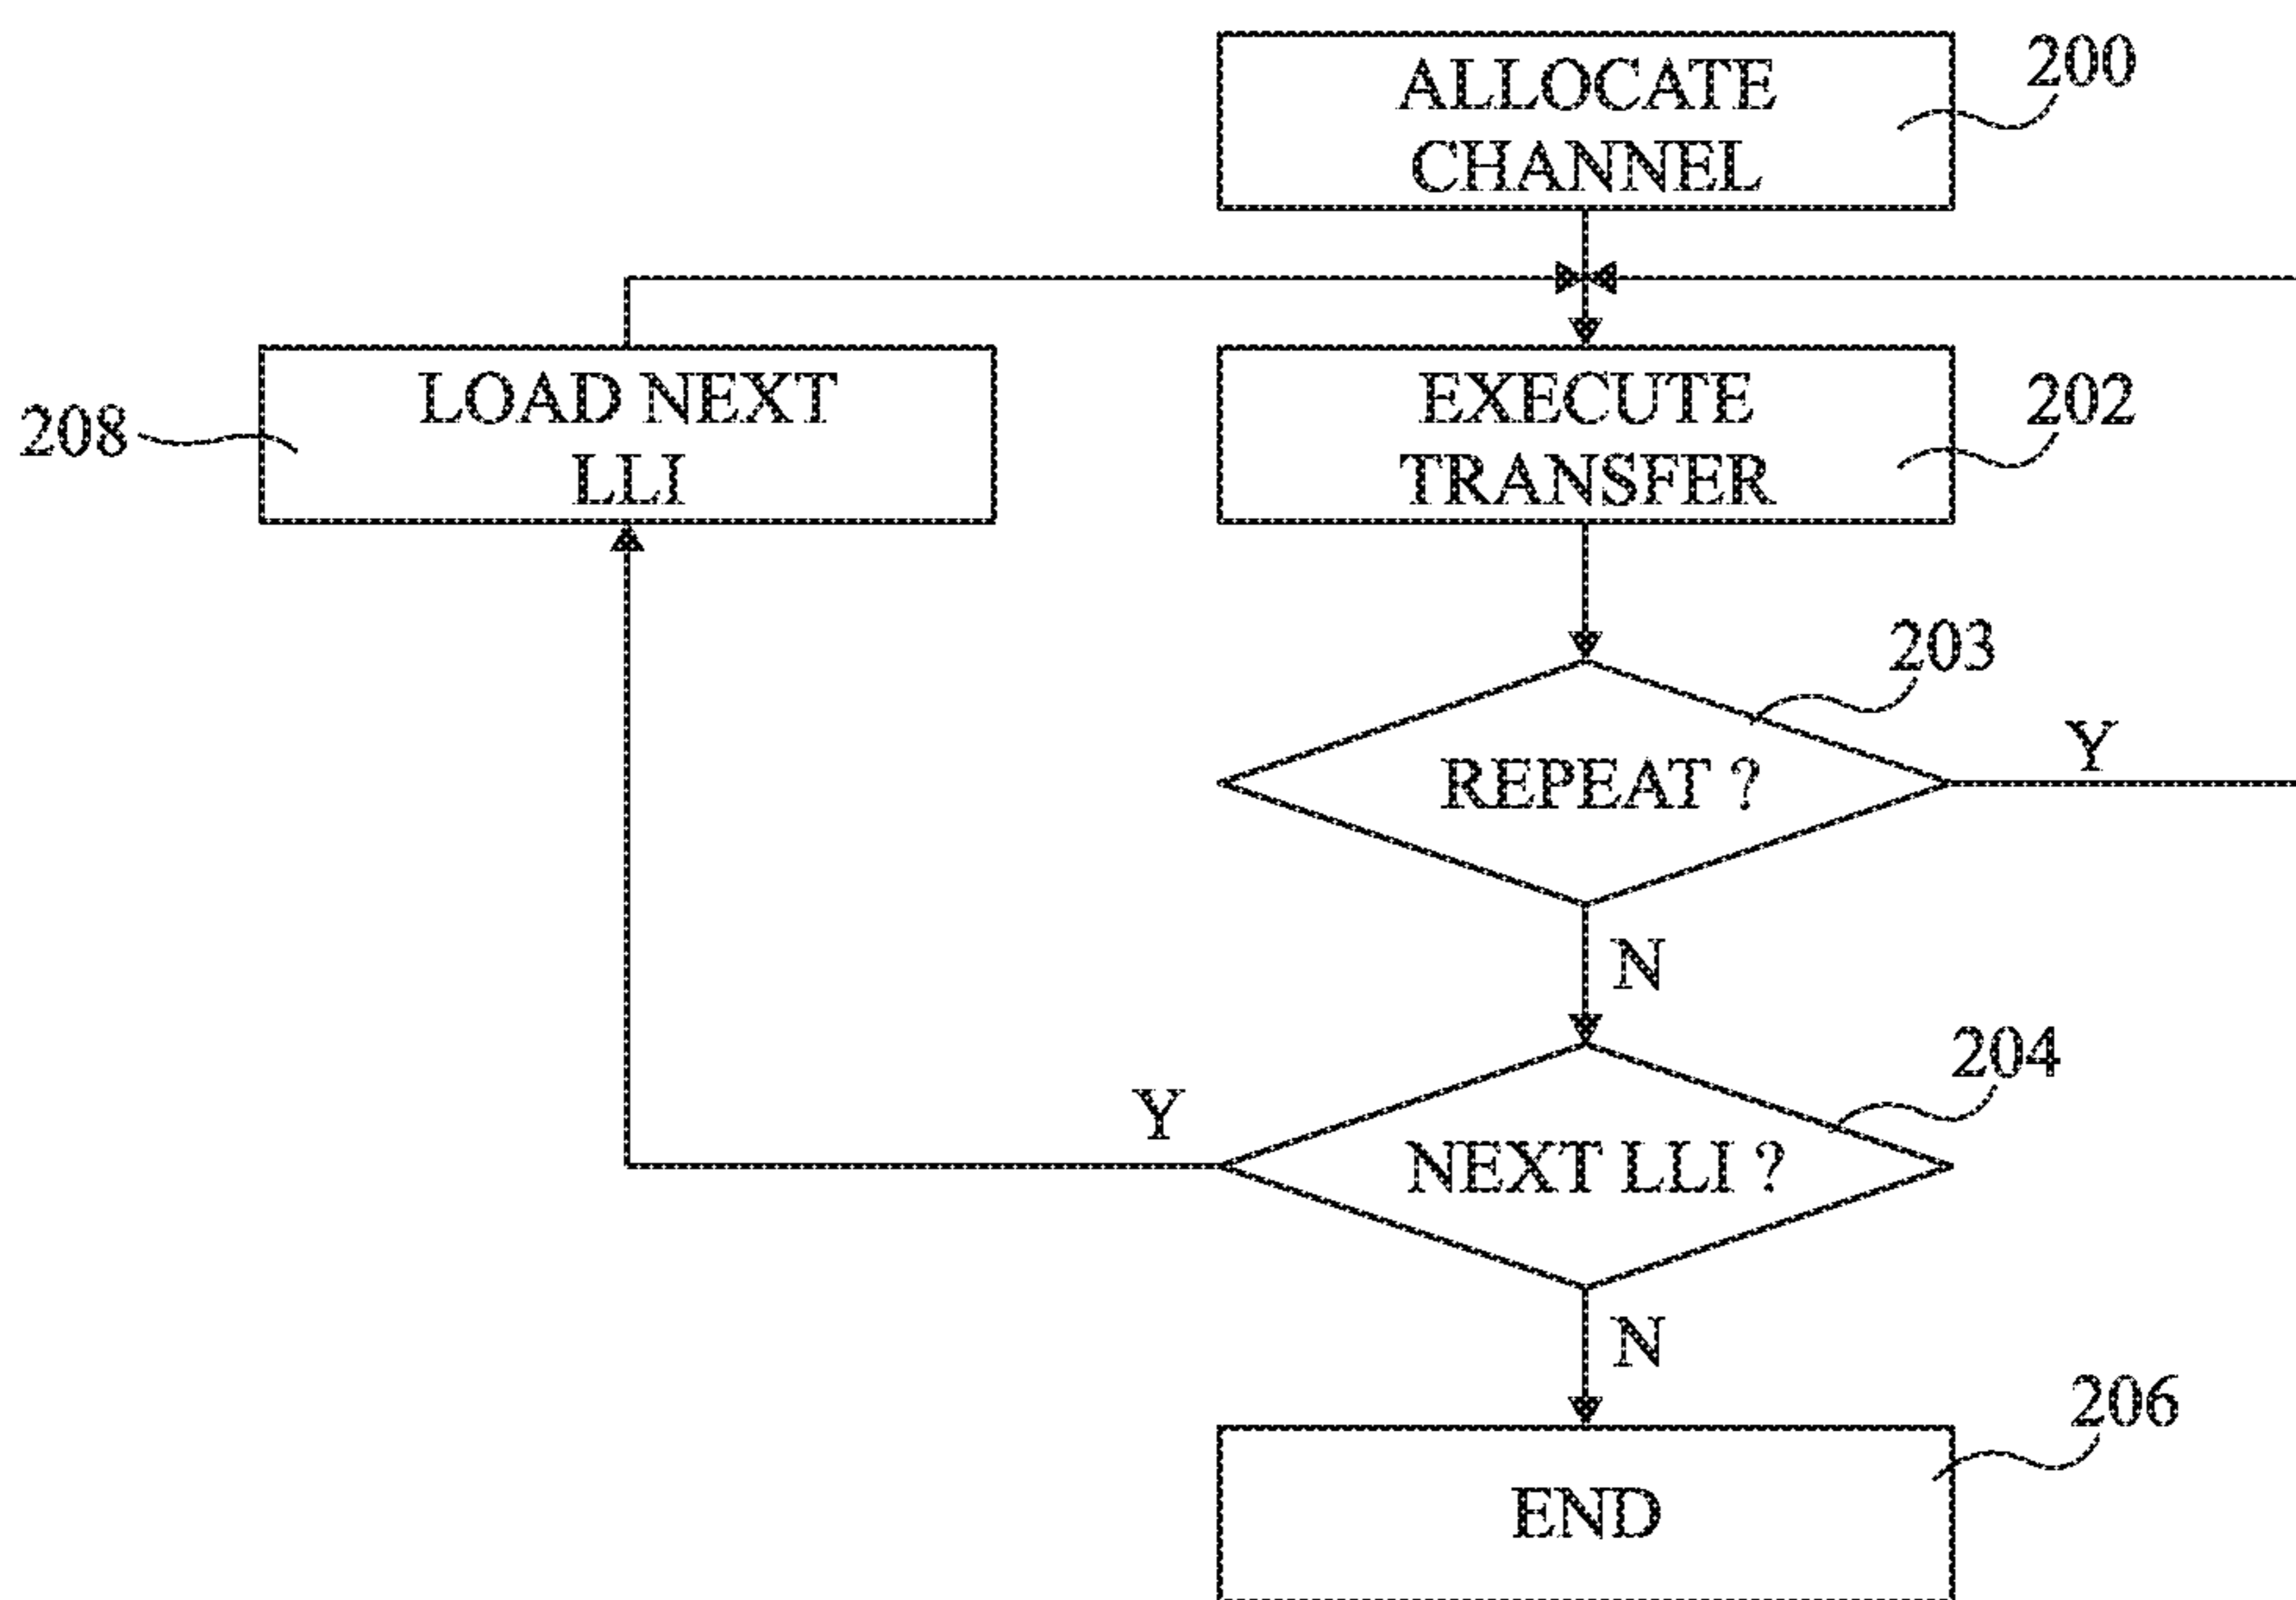 ALLOCATE
CHANNEL
200
LOAD NEXT
LLI
208
EXECUTE
TRANSFER
202
203
REPEAT ?
Y
N
204
Y
NEXT LLI ?
N
206
END